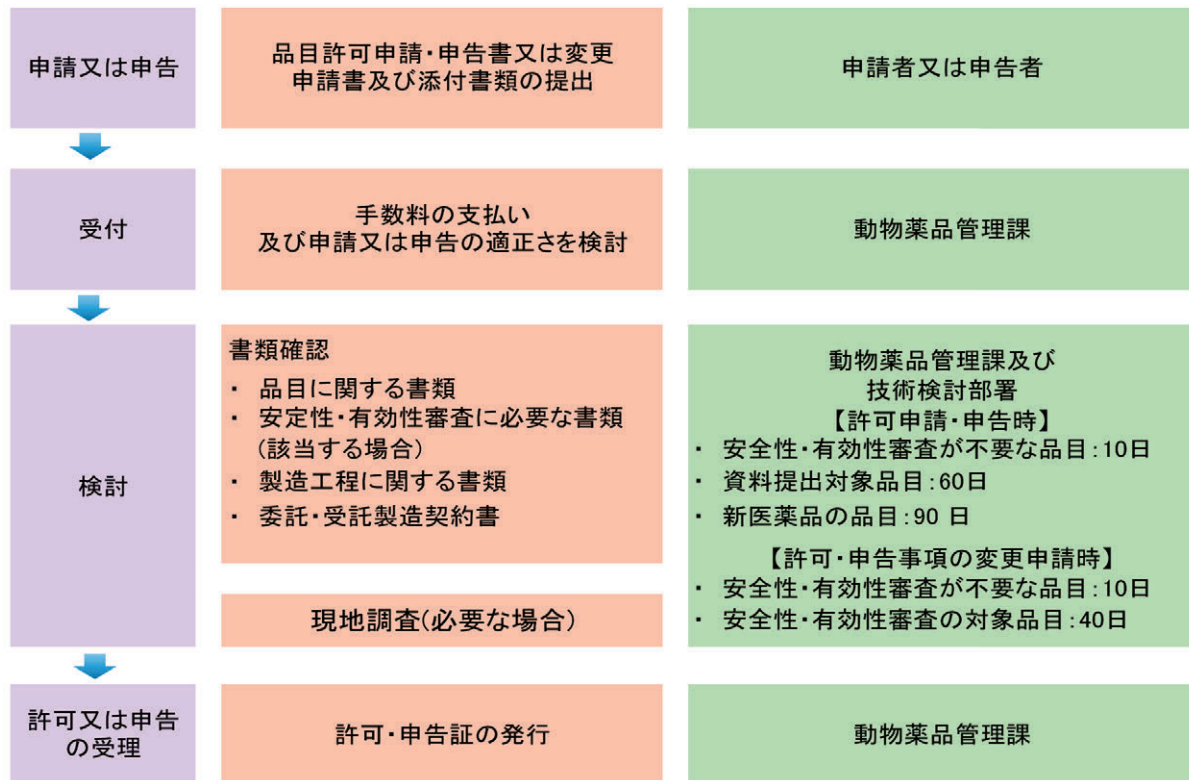 申請又は申告
品目許可申請・申告書又は変更
申請書及び添付書類の提出
申請者又は申告者
受付
手数料の支払い
及び申請又は申告の適正さを検討
動物薬品管理課
検討
書類確認
・ 品目に関する書類
・ 安定性・有効性審査に必要な書類
(該当する場合)
・ 製造工程に関する書類
・ 委託・受託製造契約書
現地調査(必要な場合)
動物薬品管理課及び
技術検討部署
【許可申請・申告時】
・ 安全性・有効性審査が不要な品目:10日
・ 資料提出対象品目:60日
・ 新医薬品の品目:90 日
【許可・申告事項の変更申請時】
・ 安全性・有効性審査が不要な品目:10日
・ 安全性・有効性審査の対象品目:40日
許可又は申告
の受理
許可・申告証の発行
動物薬品管理課